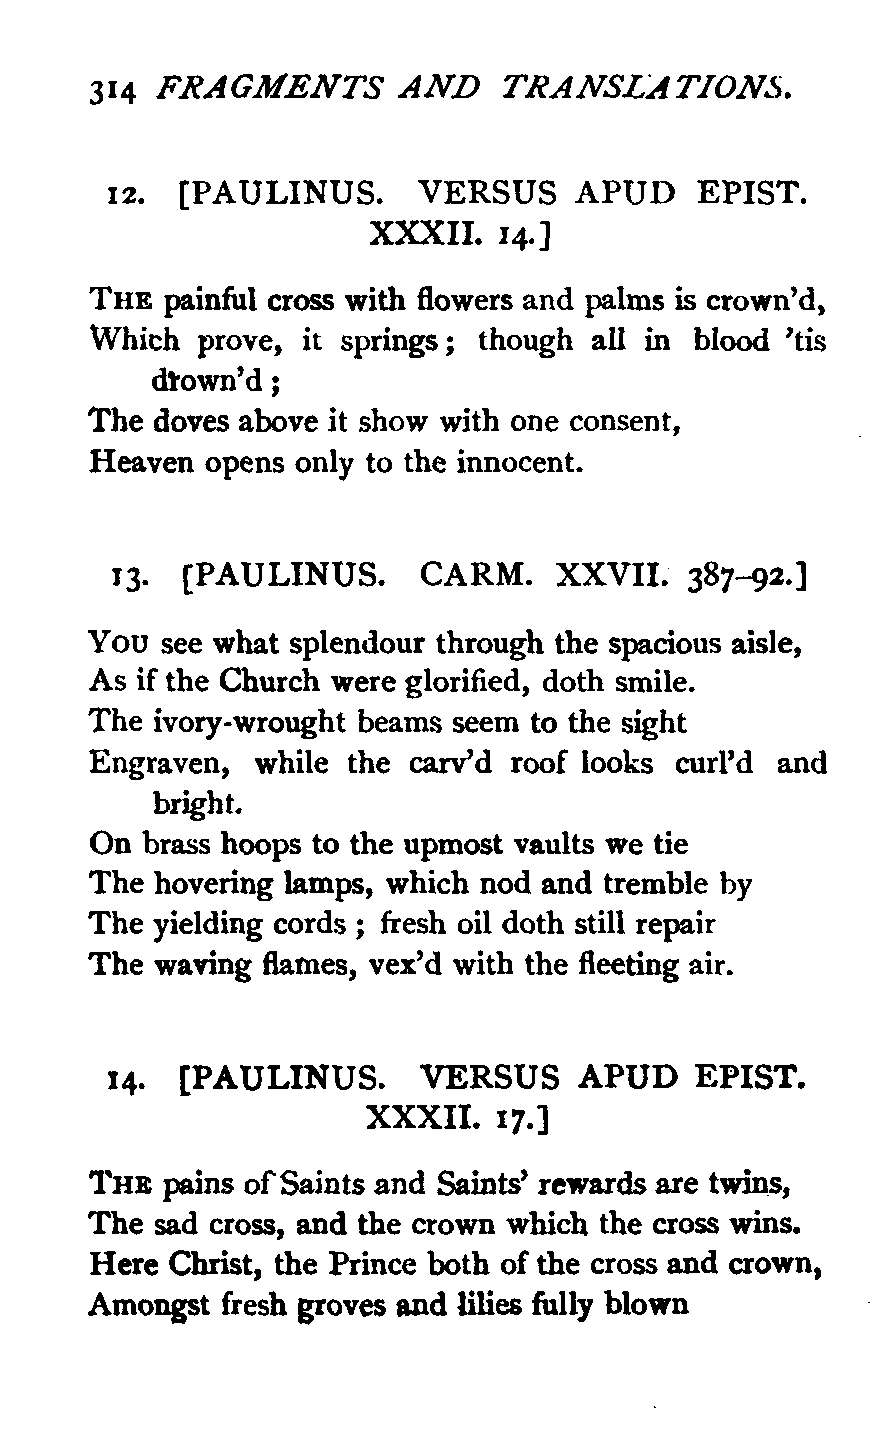 314 FRAGMENTS AND TRANSLATIONS.
12. [PAULINUS. VERSUS APUD EPIST.
XXXII. 14.]
THE painful cross with flowers and palms is crown'd,
Which prove, it springs; though all in blood 'tis
drown'd;
The doves above it show with one consent,
Heaven opens only to the innocent.
13. [PAULINUS. CARM. XXVII. 387-92.]
YOU see what splendour through the spacious aisle,
As if the Church were glorified, doth smile.
The ivory-wrought beams seem to the sight
Engraven, while the carv'd roof looks curl'd and
bright.
On brass hoops to the upmost vaults we tie
The hovering lamps, which nod and tremble by
The yielding cords; fresh oil doth still repair
The waving flames, vex'd with the fleeting air.
14. [PAULINUS. VERSUS APUD EPIST.
XXXII. 17.]
THE pains of Saints and Saints' rewards are twins,
The sad cross, and the crown which the cross wins.
Here Christ, the Prince both of the cross and crown,
Amongst fresh groves and lilies fully blown